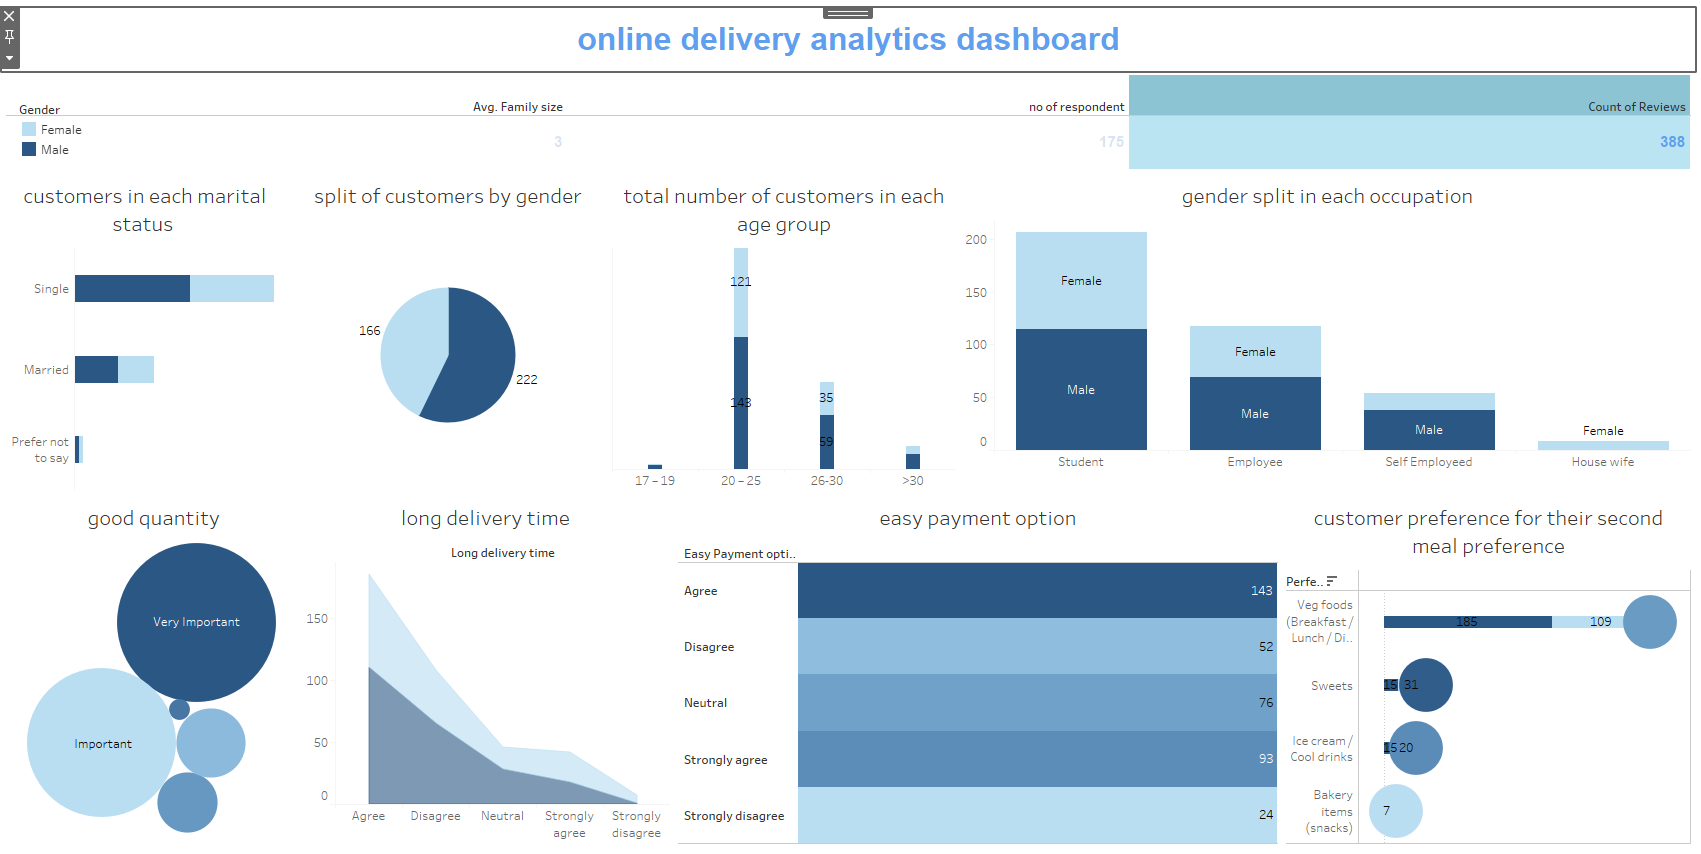 online delivery analytics dashboard
Gender
Female
Male
Avg. Family size
3
no of respondent
175
Count of Reviews
388
customers in each marital
status
Single
Married
Prefer not
to say
split of customers by gender
166
222
total number of customers in each
age group
121
143
35
59
17 – 19
20 – 25
26-30
>30
gender split in each occupation
200
150
100
50
0
Female
Male
Female
Male
Male
Female
Student
Employee
Self Employeed
House wife
good quantity
Very Important
Important
long delivery time
Long delivery time
150
100
50
0
Agree
Disagree
Neutral
Strongly
agree
Strongly
disagree
easy payment option
Easy Payment opti..
Agree
143
Disagree
52
Neutral
76
Strongly agree
93
Strongly disagree
24
customer preference for their second
meal preference
Perfe..
Veg foods
(Breakfast /
Lunch / Di..
185
109
Sweets
15
31
Ice cream /
Cool drinks
15
20
Bakery
items
(snacks)
7